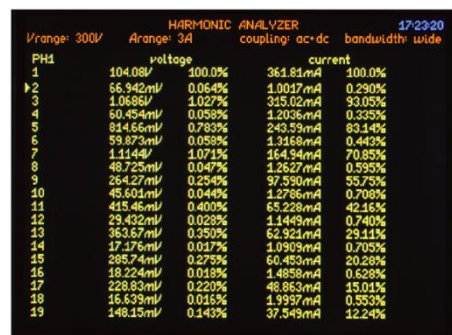 HARMONIC ANALYZER 17:23:20
Vrange: 300V Arange: 3A coupling: ac+dc bandwidth: wide
PH1 voltage current
1 104.08V 100.0% 361.81mA 100.0%
2 66.942mV 0.064% 1.0017mA 0.290%
3 1.0686V 1.027% 315.02mA 93.05%
4 60.454mV 0.058% 1.2036mA 0.335%
5 814.66mV 0.783% 243.59mA 83.14%
6 59.873mV 0.058% 1.3168mA 0.443%
7 1.1144V 1.071% 164.94mA 70.85%
8 48.725mV 0.047% 1.2627mA 0.595%
9 264.27mV 0.254% 97.590mA 55.75%
10 45.601mV 0.044% 1.2786mA 0.708%
11 415.46mV 0.400% 65.228mA 42.16%
12 29.432mV 0.028% 1.1449mA 0.740%
13 363.67mV 0.350% 62.921mA 29.11%
14 17.176mV 0.017% 1.0909mA 0.705%
15 285.74mV 0.275% 60.453mA 20.28%
16 18.224mV 0.018% 1.4858mA 0.628%
17 228.83mV 0.220% 48.863mA 15.01%
18 16.639mV 0.016% 1.9997mA 0.553%
19 148.15mV 0.143% 37.549mA 12.24%